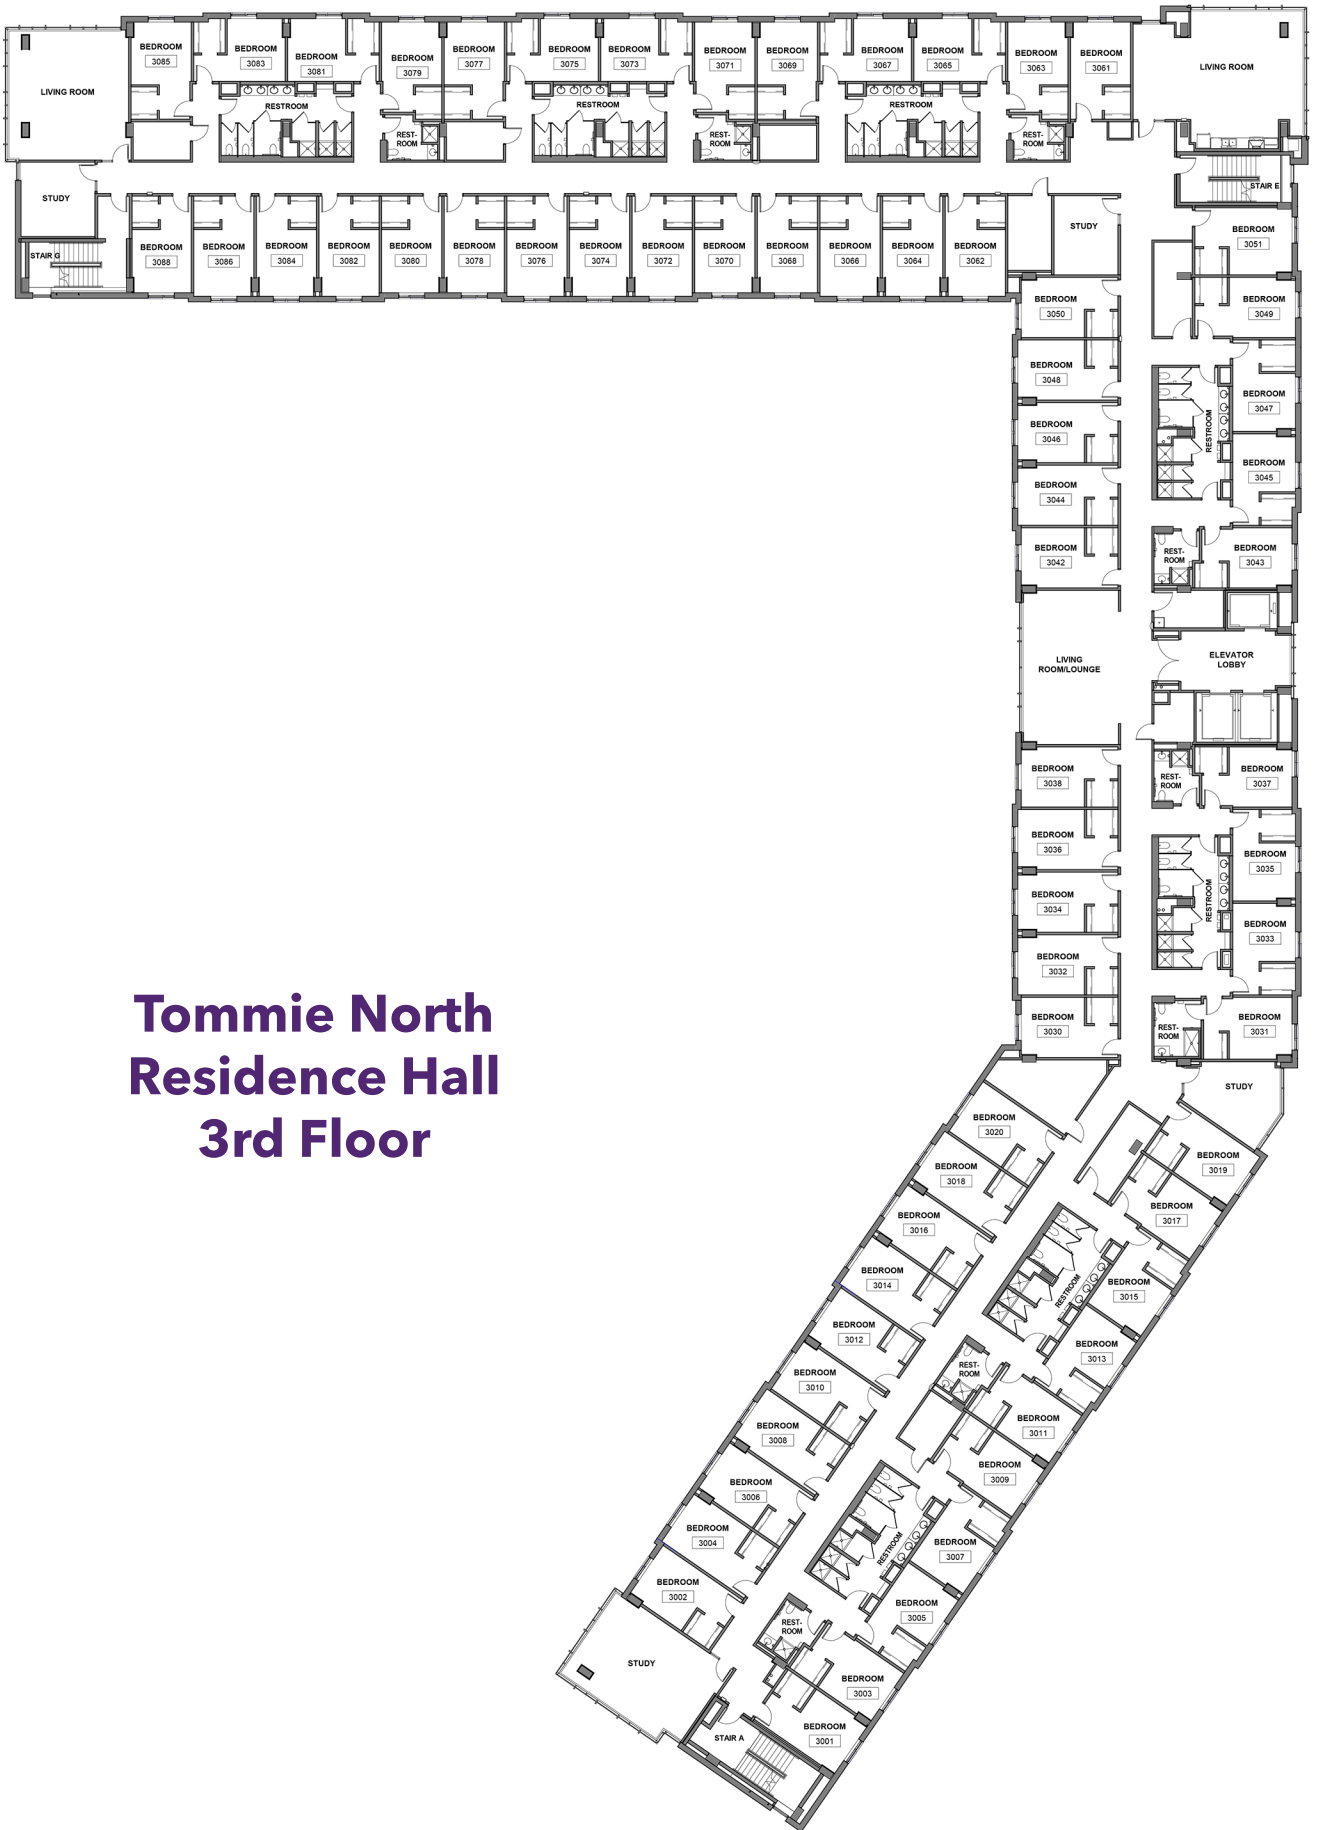 BEDROOM
3085
BEDROOM
3083
BEDROOM
3081
BEDROOM
3079
BEDROOM
3077
BEDROOM
3075
BEDROOM
3073
BEDROOM
3071
BEDROOM
3069
BEDROOM
3067
BEDROOM
3065
BEDROOM
3063
BEDROOM
3061
LIVING ROOM
LIVING ROOM
RESTROOM
REST-
ROOM
RESTROOM
REST-
ROOM
RESTROOM
REST-
ROOM
STUDY
STAIR G
BEDROOM
3088
BEDROOM
3086
BEDROOM
3084
BEDROOM
3082
BEDROOM
3080
BEDROOM
3078
BEDROOM
3076
BEDROOM
3074
BEDROOM
3072
BEDROOM
3070
BEDROOM
3068
BEDROOM
3066
BEDROOM
3064
BEDROOM
3062
STUDY
STAIR E
BEDROOM
3051
BEDROOM
3050
BEDROOM
3049
BEDROOM
3048
BEDROOM
3047
BEDROOM
3046
RESTROOM
BEDROOM
3045
BEDROOM
3044
BEDROOM
3042
REST-
ROOM
BEDROOM
3043
LIVING
ROOM/LOUNGE
ELEVATOR
LOBBY
BEDROOM
3038
REST-
ROOM
BEDROOM
3037
BEDROOM
3036
BEDROOM
3035
BEDROOM
3034
RESTROOM
BEDROOM
3033
BEDROOM
3032
BEDROOM
3030
REST-
ROOM
BEDROOM
3031
Tommie North
Residence Hall
3rd Floor
STUDY
BEDROOM
3020
BEDROOM
3019
BEDROOM
3018
BEDROOM
3017
BEDROOM
3016
BEDROOM
3015
BEDROOM
3014
RESTROOM
BEDROOM
3013
BEDROOM
3012
REST-
ROOM
BEDROOM
3010
BEDROOM
3011
BEDROOM
3008
BEDROOM
3009
BEDROOM
3006
BEDROOM
3007
BEDROOM
3004
RESTROOM
BEDROOM
3005
BEDROOM
3002
REST-
ROOM
STUDY
BEDROOM
3003
BEDROOM
3001
STAIR A